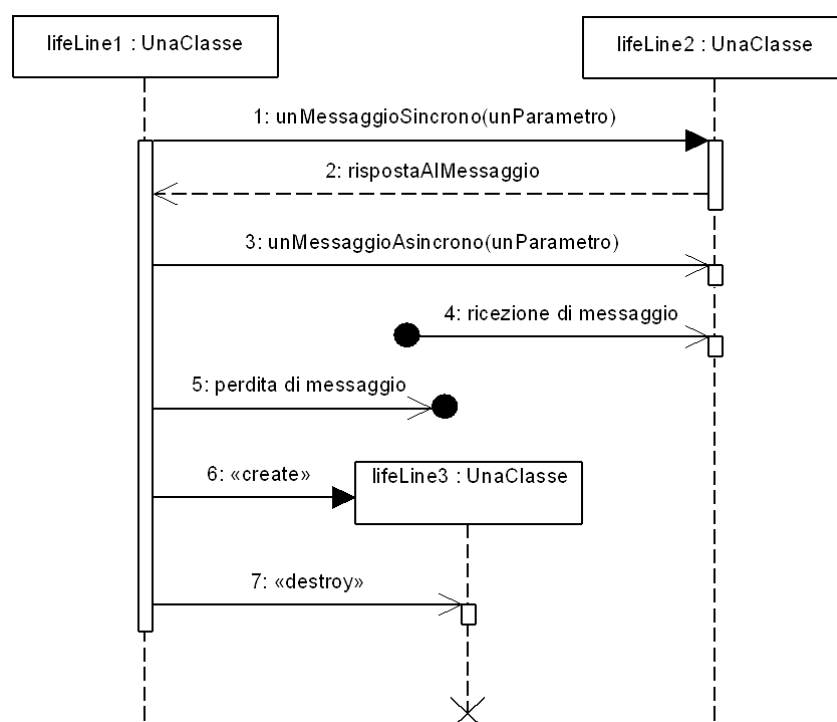 lifeLine1 : UnaClasse
lifeLine2 : UnaClasse
1: unMessaggioSincrono(unParametro)
2: rispostaAlMessaggio
3: unMessaggioAsincrono(unParametro)
4: ricezione di messaggio
5: perdita di messaggio
6: «create»
lifeLine3 : UnaClasse
7: «destroy»